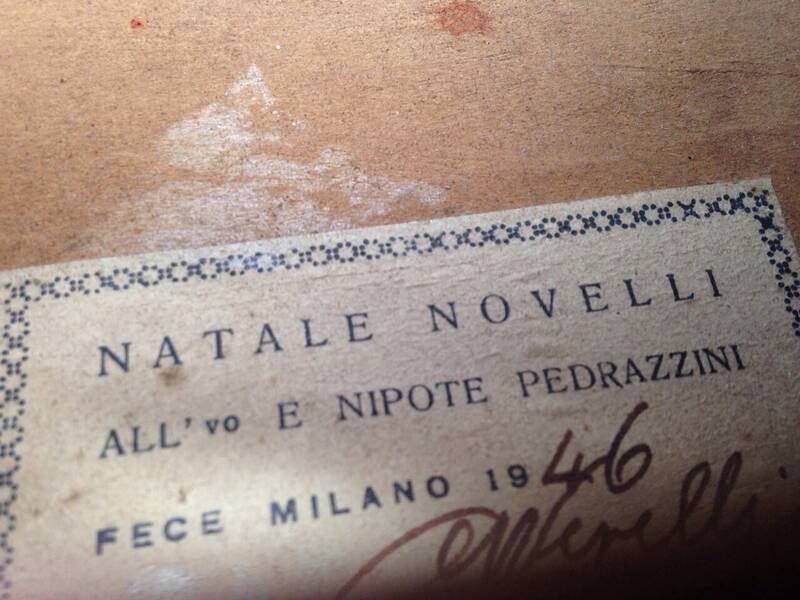 NATALE NOVELLI
ALL'vo E NIPOTE PEDRAZZINI
FECE MILANO 1946